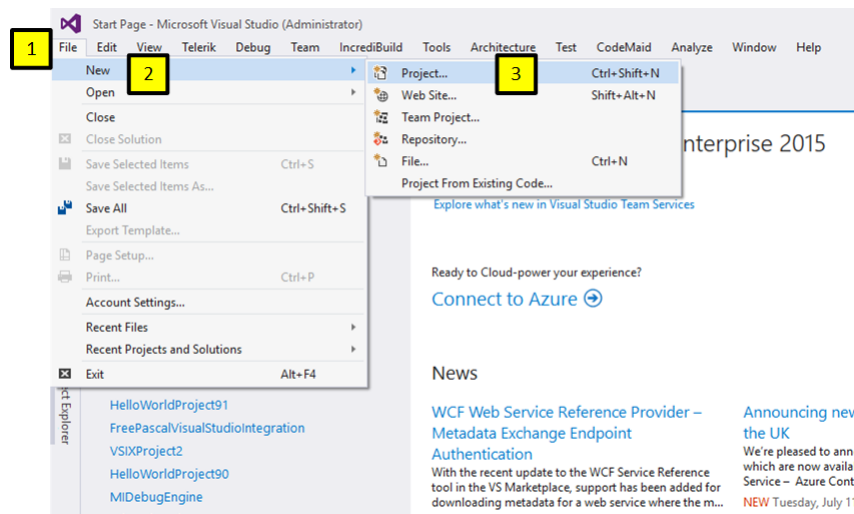 Start Page - Microsoft Visual Studio (Administrator)
1
File Edit View Telerik Debug Team IncrediBuild Tools Architecture Test CodeMaid Analyze Window Help
New
2
Open
Close
Close Solution
Save Selected Items Ctrl+S
Save Selected Items As...
Save All Ctrl+Shift+S
Export Template...
Page Setup...
Print... Ctrl+P
Account Settings...
Recent Files
Recent Projects and Solutions
Exit Alt+F4
Project... Ctrl+Shift+N
3
Web Site... Shift+Alt+N
Team Project...
Repository...
File... Ctrl+N
Project From Existing Code...
nterprise 2015
Explore what's new in Visual Studio Team Services
Ready to Cloud-power your experience?
Connect to Azure
ct Explorer
HelloWorldProject91
FreePascalVisualStudioIntegration
VSIXProject2
HelloWorldProject90
MIDebugEngine
News
WCF Web Service Reference Provider –
Metadata Exchange Endpoint
Authentication
With the recent update to the WCF Service Reference
tool in the VS Marketplace, support has been added for
downloading metadata for a web service where the m...
Announcing nev
the UK
We're pleased to ann
which are now availa
Service – Azure Cont
NEW Tuesday, July 11